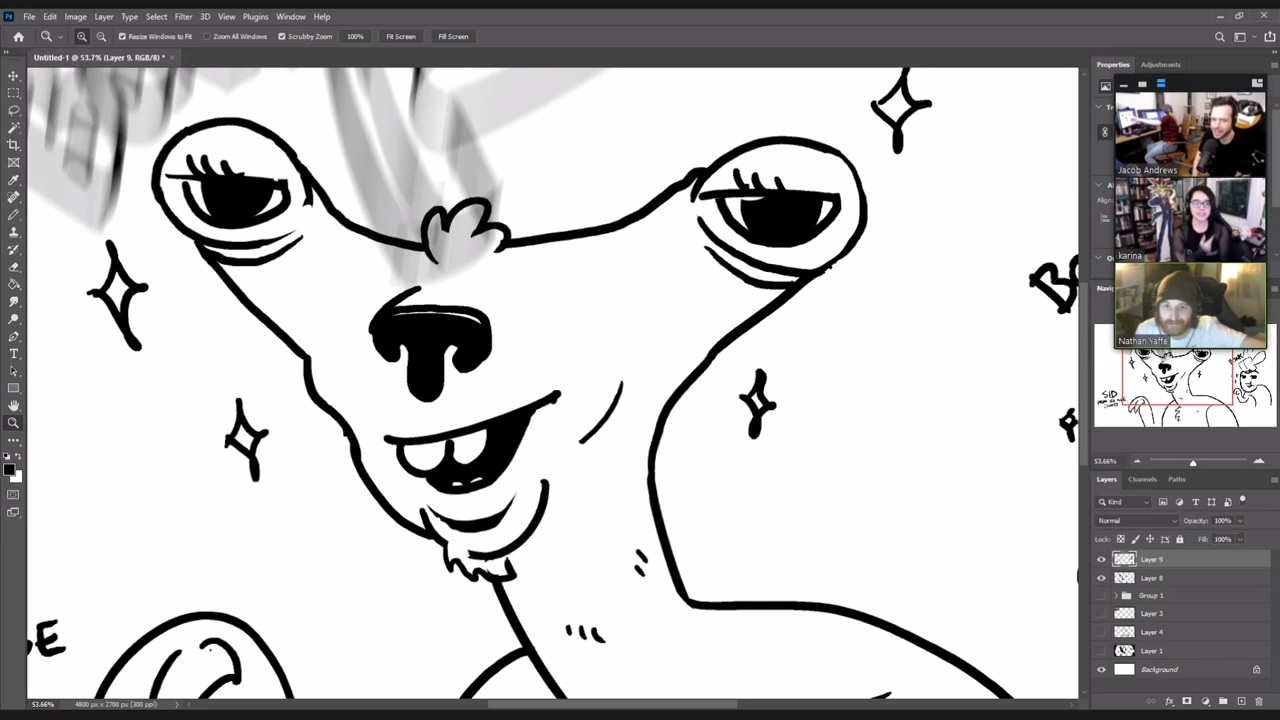 Ps File Edit Image Layer Type Select Filter 3D View Plugins Window Help
Resize Windows to Fit Zoom All Windows Scrubby Zoom 100% Fit Screen Fill Screen
Untitled-1 @ 53.7% (Layer 9, RGB/8) *
Properties Adjustments
Jacob Andrews
karina
Nathan Yaffe
SID
53.66%
Layers Channels Paths
Kind
Normal Opacity: 100%
Lock: Fill: 100%
Layer 9
Layer 8
Group 1
Layer 3
Layer 4
Layer 1
Background
53.66% 4800 px x 2700 px (300 ppi)